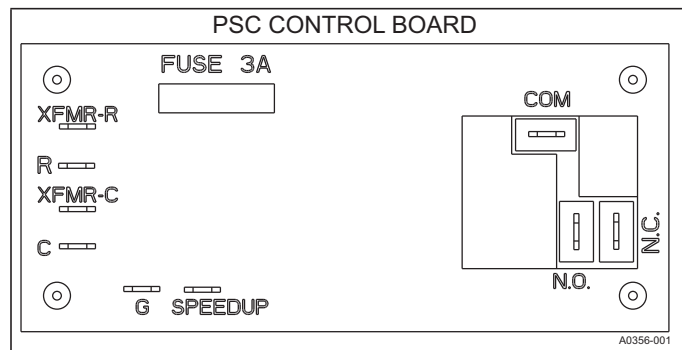 PSC CONTROL BOARD
FUSE 3A
XFMR-R
COM
R
XFMR-C
N.C.
C
N.O.
G SPEEDUP
A0356-001